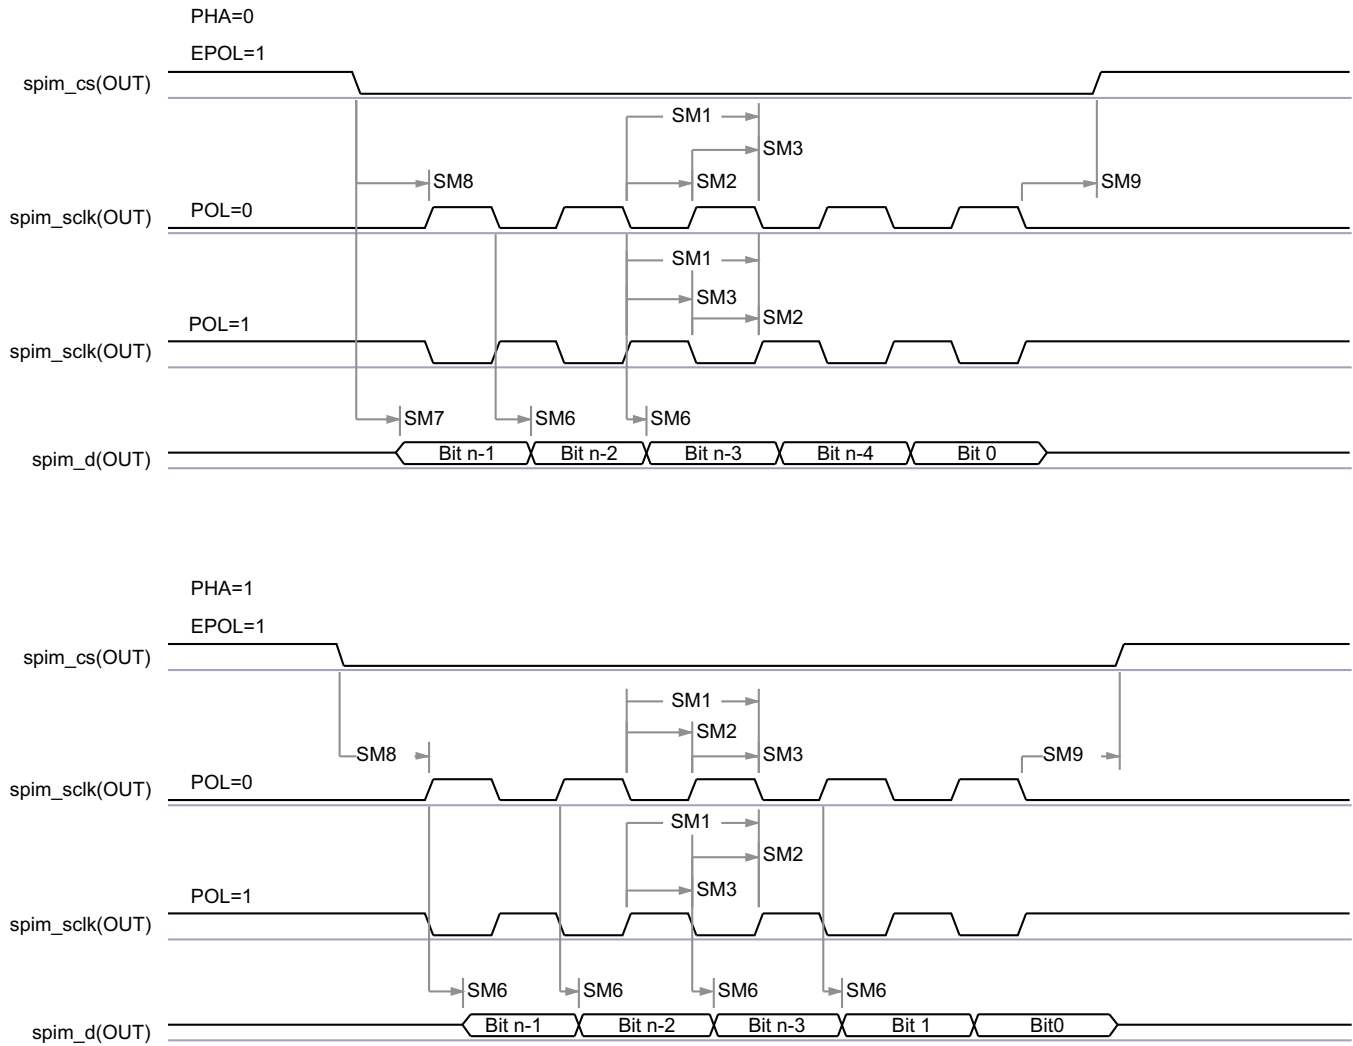 PHA=0
EPOL=1
spim_cs(OUT)
SM1
SM3
SM8
SM2
SM9
POL=0
spim_sclk(OUT)
SM1
SM3
SM2
POL=1
spim_sclk(OUT)
SM7
SM6
SM6
spim_d(OUT)
Bit n-1
Bit n-2
Bit n-3
Bit n-4
Bit 0
PHA=1
EPOL=1
spim_cs(OUT)
SM1
SM2
SM8
SM3
SM9
POL=0
spim_sclk(OUT)
SM1
SM2
SM3
POL=1
spim_sclk(OUT)
SM6
SM6
SM6
SM6
spim_d(OUT)
Bit n-1
Bit n-2
Bit n-3
Bit 1
Bit0